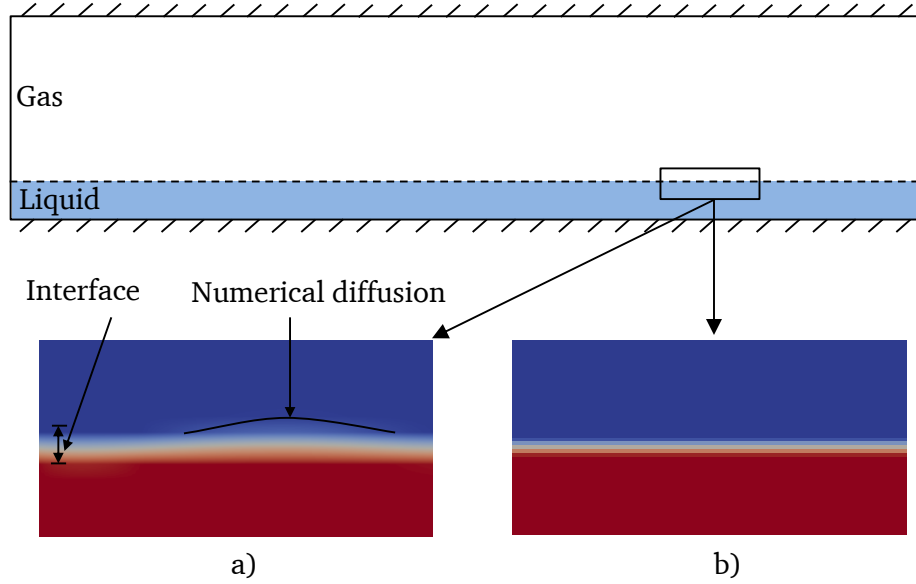 Gas
Liquid
Interface
Numerical diffusion
a)
b)